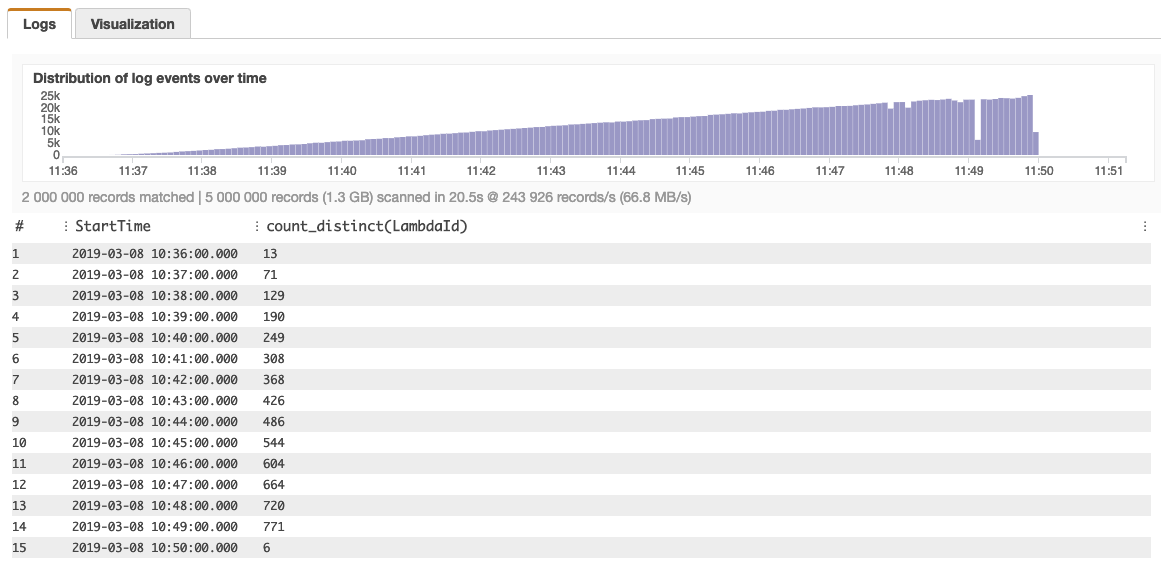 Logs Visualization
Distribution of log events over time
25k
20k
15k
10k
5k
0
11:36 11:37 11:38 11:39 11:40 11:41 11:42 11:43 11:44 11:45 11:46 11:47 11:48 11:49 11:50 11:51
2 000 000 records matched | 5 000 000 records (1.3 GB) scanned in 20.5s @ 243 926 records/s (66.8 MB/s)
# StartTime count_distinct(LambdaId)
1 2019-03-08 10:36:00.000 13
2 2019-03-08 10:37:00.000 71
3 2019-03-08 10:38:00.000 129
4 2019-03-08 10:39:00.000 190
5 2019-03-08 10:40:00.000 249
6 2019-03-08 10:41:00.000 308
7 2019-03-08 10:42:00.000 368
8 2019-03-08 10:43:00.000 426
9 2019-03-08 10:44:00.000 486
10 2019-03-08 10:45:00.000 544
11 2019-03-08 10:46:00.000 604
12 2019-03-08 10:47:00.000 664
13 2019-03-08 10:48:00.000 720
14 2019-03-08 10:49:00.000 771
15 2019-03-08 10:50:00.000 6